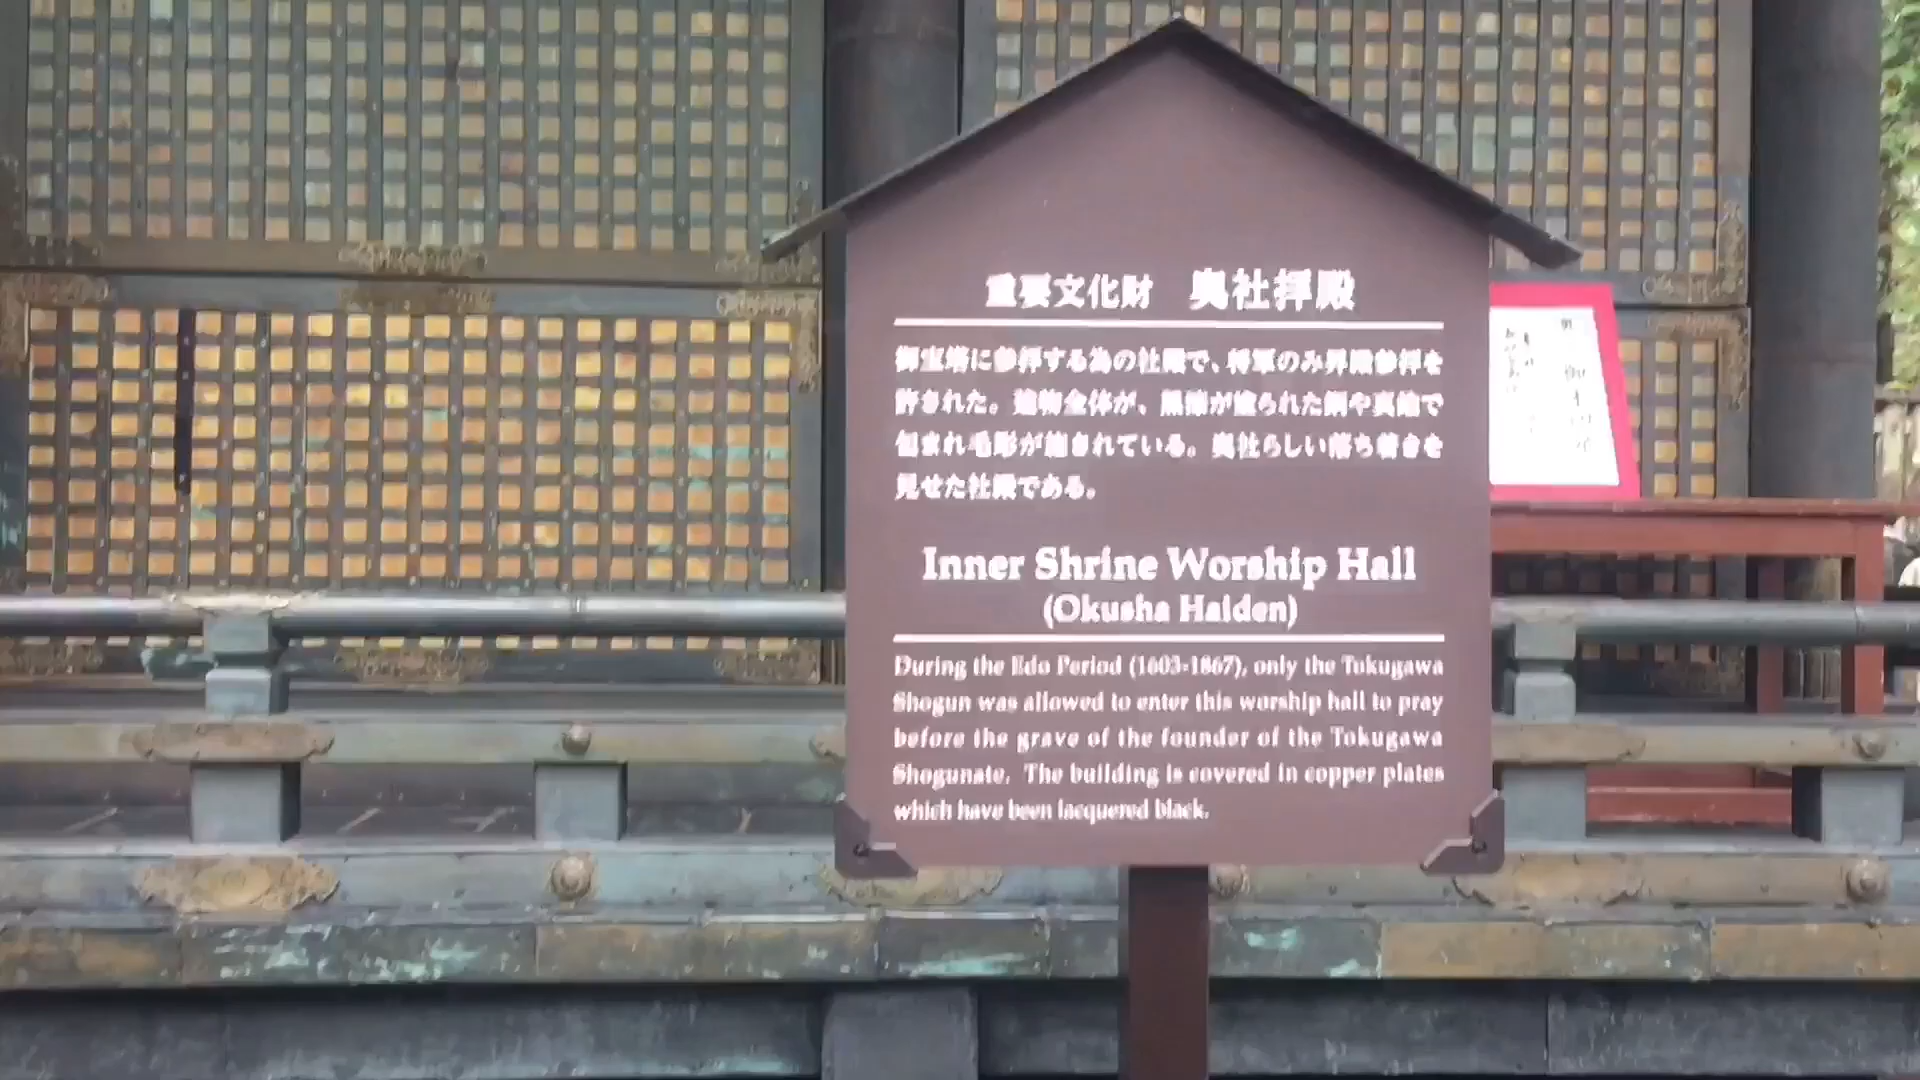 重要文化財 奥社拝殿
御宝塔に参拝する為の社殿で、将軍のみ昇殿参拝を
許された。建物全体が、黒漆が塗られた銅や真鍮で
包まれ毛彫が施されている。奥社らしい落ち着きを
見せた社殿である。
Inner Shrine Worship Hall
(Okusha Haiden)
During the Edo Period (1603-1867), only the Tokugawa
Shogun was allowed to enter this worship hall to pray
before the grave of the founder of the Tokugawa
Shogunate. The building is covered in copper plates
which have been lacquered black.